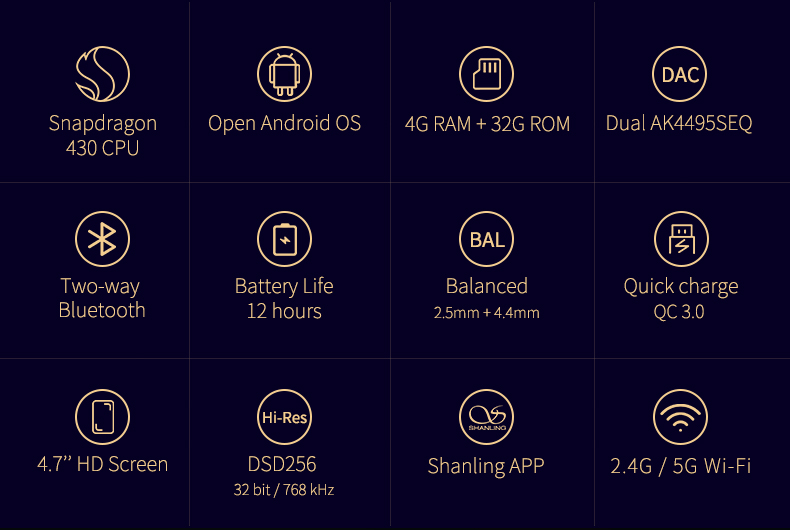 Snapdragon
430 CPU
Open Android OS
4G RAM + 32G ROM
DAC
Dual AK4495SEQ
Two-way
Bluetooth
Battery Life
12 hours
BAL
Balanced
2.5mm + 4.4mm
Quick charge
QC 3.0
4.7’’ HD Screen
Hi-Res
DSD256
32 bit / 768 kHz
SHANLING
Shanling APP
2.4G / 5G Wi-Fi